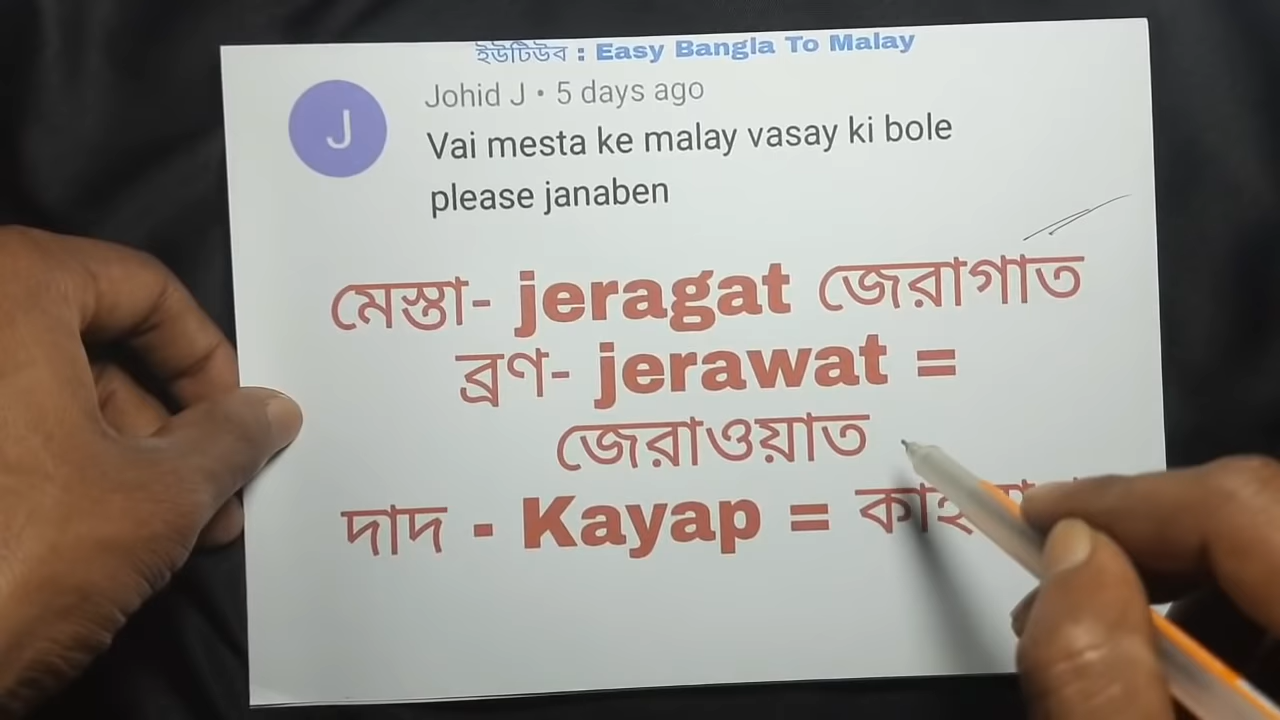 ইউটিউব : Easy Bangla To Malay
J
Johid J • 5 days ago
Vai mesta ke malay vasay ki bole
please janaben
মেস্তা- jeragat জেরাগাত
ব্রণ- jerawat =
জেরাওয়াত
দাদ - Kayap =